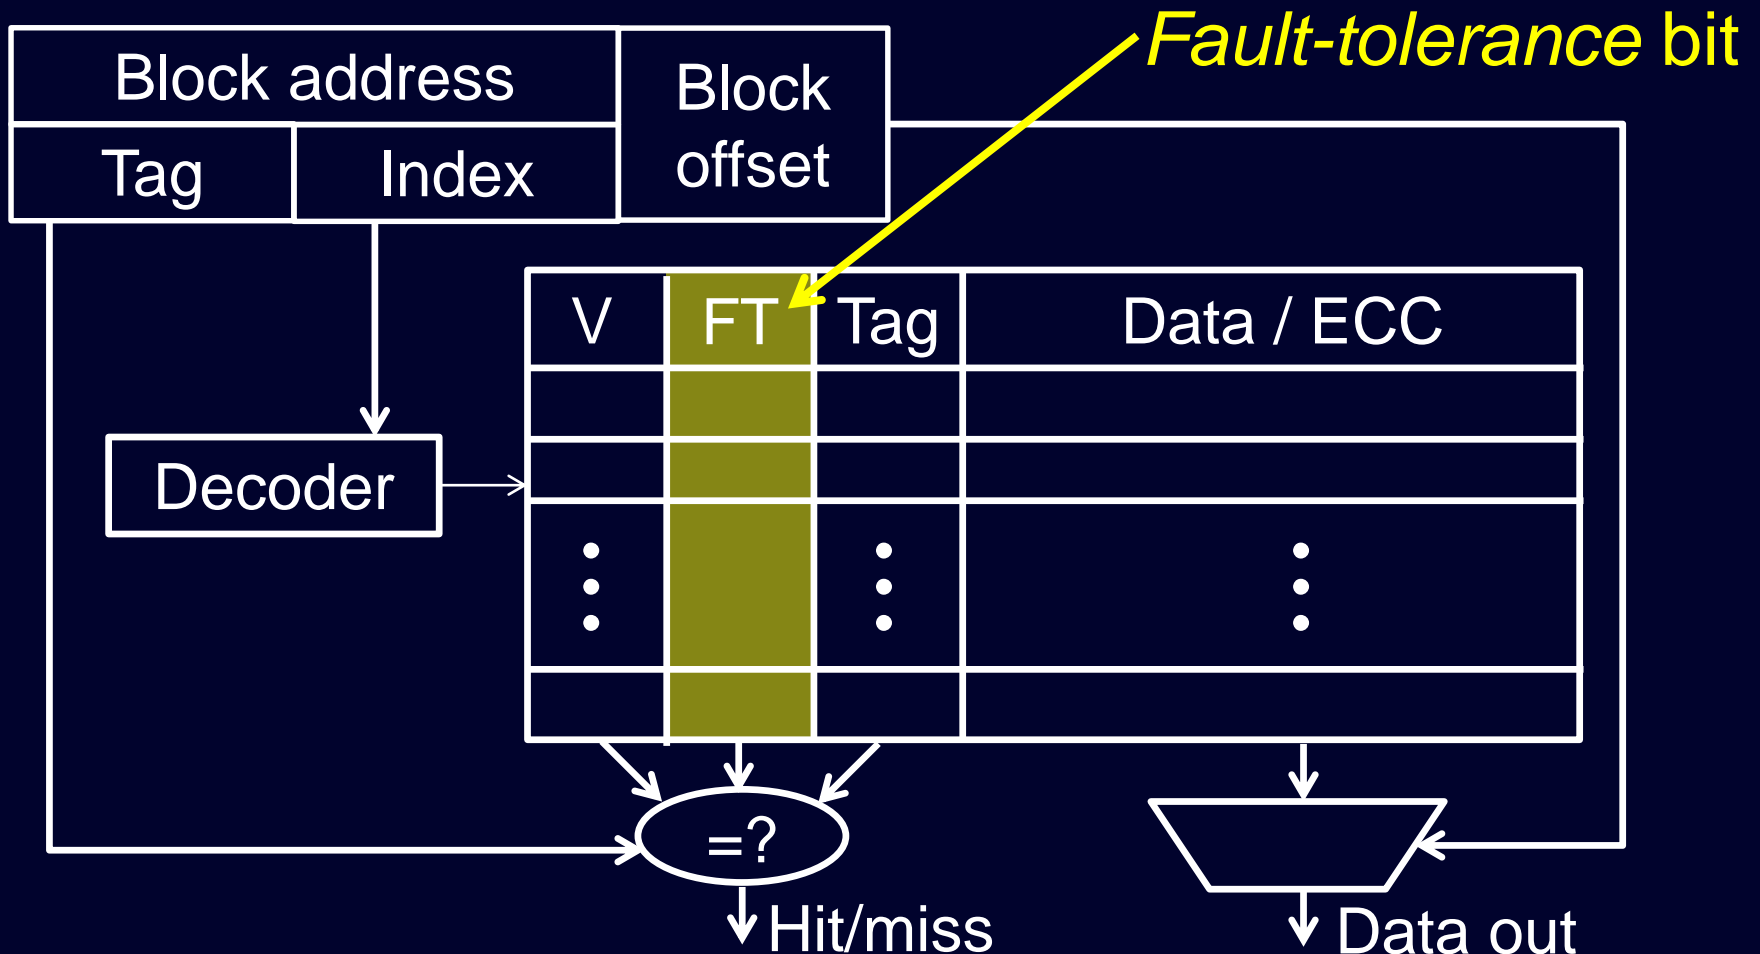 Fault-tolerance bit
Block address
Block
offset
Tag
Index
V
FT
Tag
Data / ECC
Decoder
=?
Hit/miss
Data out